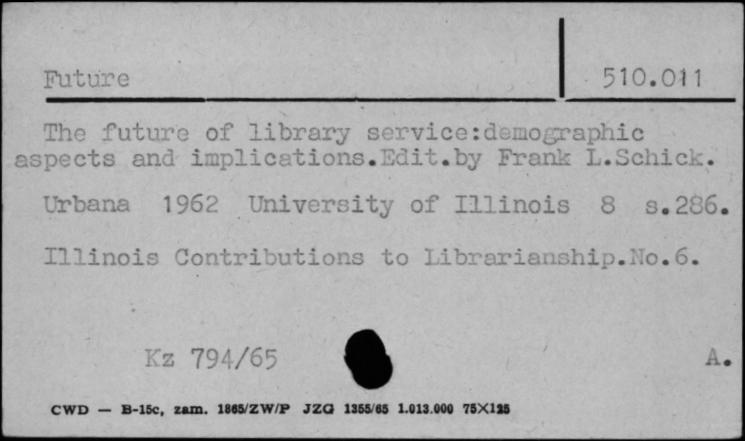 Future 510.011
The future of library service:demographic
aspects and implications.Edit.by Frank L.Schick.
Urbana 1962 University of Illinois 8 s.286.
Illinois Contributions to Librarianship.No.6.
Kz 794/65 A.
CWD — B-15c, zam. 1865/ZW/P JZG 1355/65 1.013.000 75X125